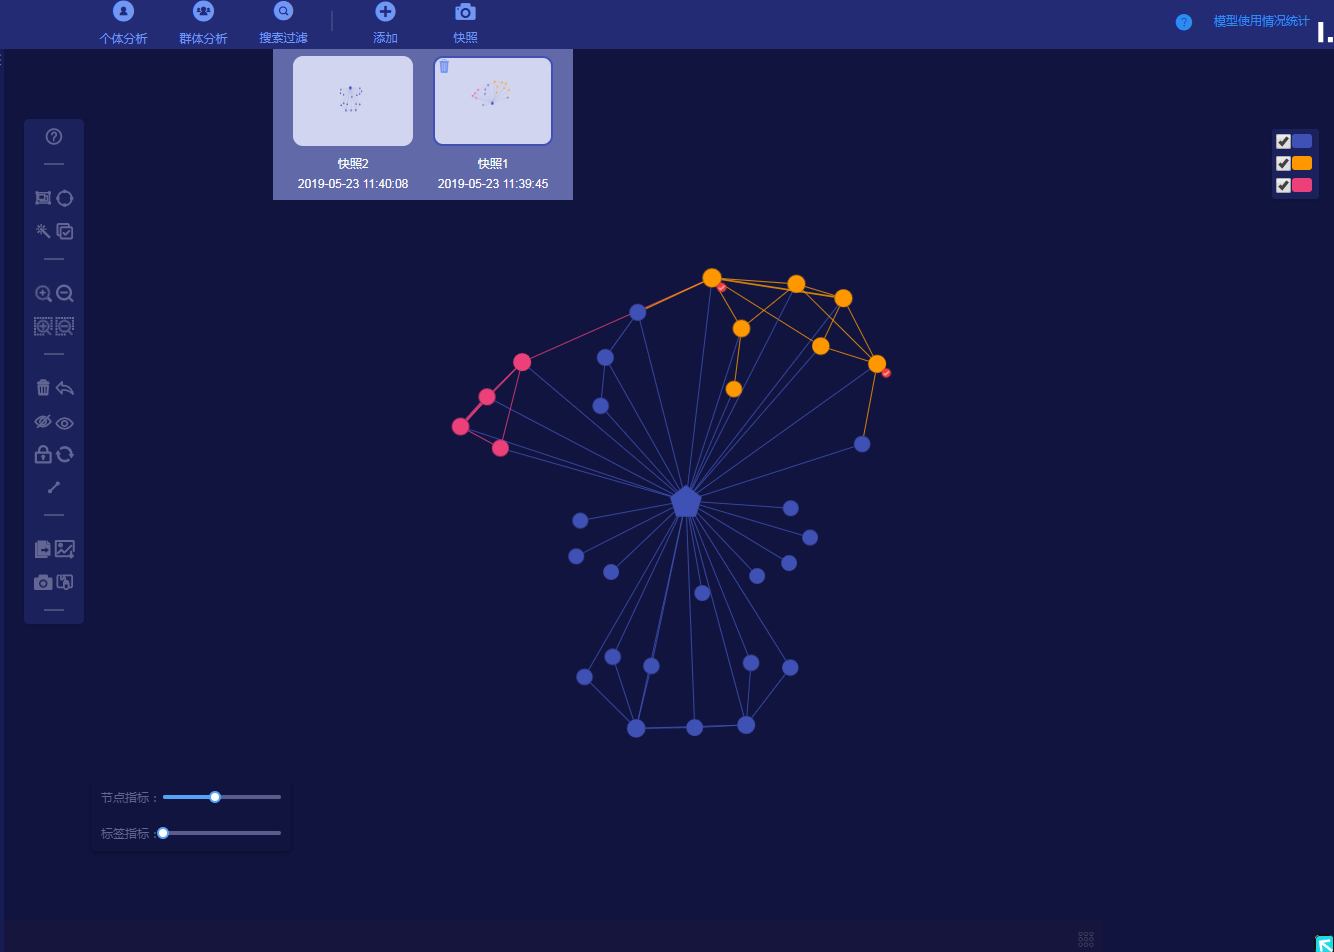 个体分析
群体分析
搜索过滤
添加
快照
模型使用情况统计
快照2
快照1
2019-05-23 11:40:08
2019-05-23 11:39:45
节点指标：
标签指标：